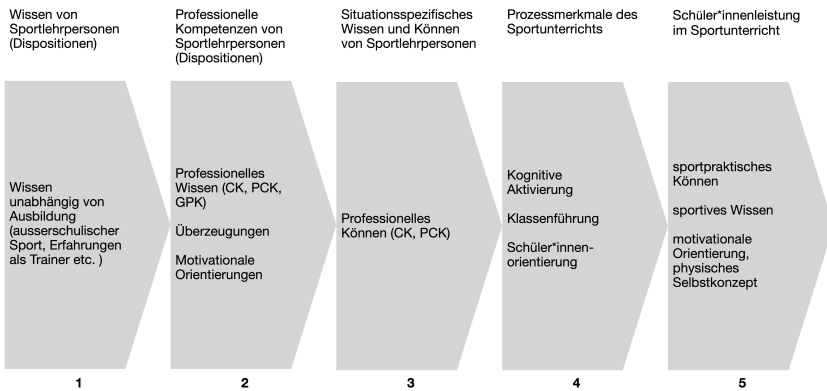 Wissen von
Sportlehrpersonen
(Dispositionen)
Professionelle
Kompetenzen von
Sportlehrpersonen
(Dispositionen)
Situationsspezifisches
Wissen und Können
von Sportlehrpersonen
Prozessmerkmale des
Sportunterrichts
Schüler*innenleistung
im Sportunterricht
Wissen
unabhängig von
Ausbildung
(ausserschulischer
Sport, Erfahrungen
als Trainer etc. )
Professionelles
Wissen (CK, PCK,
GPK)
Überzeugungen
Motivationale
Orientierungen
Professionelles
Können (CK, PCK)
Kognitive
Aktivierung
Klassenführung
Schüler*innen-
orientierung
sportpraktisches
Können
sportives Wissen
motivationale
Orientierung,
physisches
Selbstkonzept
1
2
3
4
5